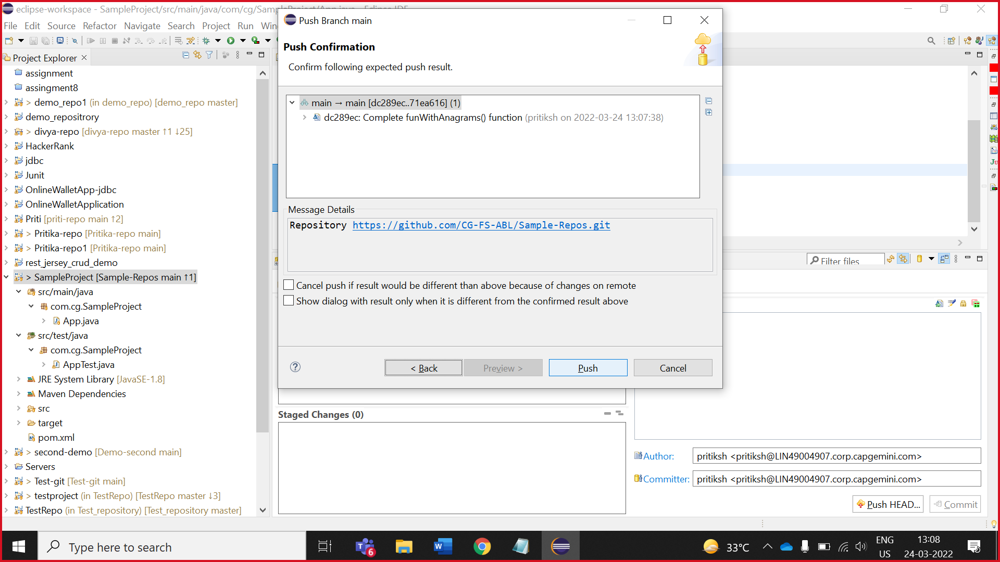 eclipse-workspace - SampleProject/src/main/java/com/cg/SampleProject/App.java - Eclipse IDE
File Edit Source Refactor Navigate Search Project Run
Project Explorer
assignment
assingment8
> demo_repo1 (in demo_repo) [demo_repo master]
demo_repositrory
> divya-repo [divya-repo master ↑1 ↓25]
HackerRank
jdbc
Junit
OnlineWalletApp-jdbc
OnlineWalletApplication
Priti [priti-repo main ↑2]
> Pritika-repo [Pritika-repo main]
> Pritika-repo1 [Pritika-repo main]
rest_jersey_crud_demo
> SampleProject [Sample-Repos main ↑1]
src/main/java
com.cg.SampleProject
App.java
src/test/java
com.cg.SampleProject
AppTest.java
JRE System Library [JavaSE-1.8]
Maven Dependencies
src
target
pom.xml
> second-demo [Demo-second main]
Servers
> Test-git [Test-git main]
> testproject (in TestRepo) [TestRepo master ↓3]
TestRepo (in Test_repository) [Test_repository master]
Push Branch main
Push Confirmation
Confirm following expected push result.
main → main [dc289ec..71ea616] (1)
dc289ec: Complete funWithAnagrams() function (pritiksh on 2022-03-24 13:07:38)
Message Details
Repository https://github.com/CG-FS-ABL/Sample-Repos.git
Cancel push if result would be different than above because of changes on remote
Show dialog with result only when it is different from the confirmed result above
< Back Preview > Push Cancel
Filter files
Staged Changes (0)
Author: pritiksh <pritiksh@LIN49004907.corp.capgemini.com>
Committer: pritiksh <pritiksh@LIN49004907.corp.capgemini.com>
Push HEAD... Commit
Type here to search
6
33°C
ENG
US
13:08
24-03-2022